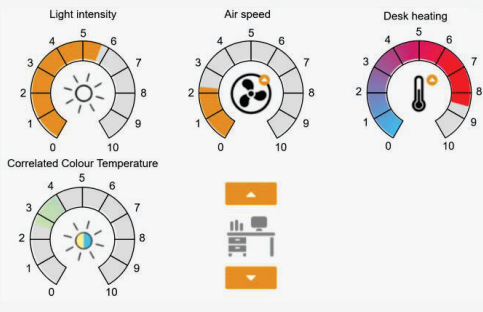 Light intensity
0 1 2 3 4 5 6 7 8 9 10
Air speed
0 1 2 3 4 5 6 7 8 9 10
Desk heating
0 1 2 3 4 5 6 7 8 9 10
Correlated Colour Temperature
0 1 2 3 4 5 6 7 8 9 10